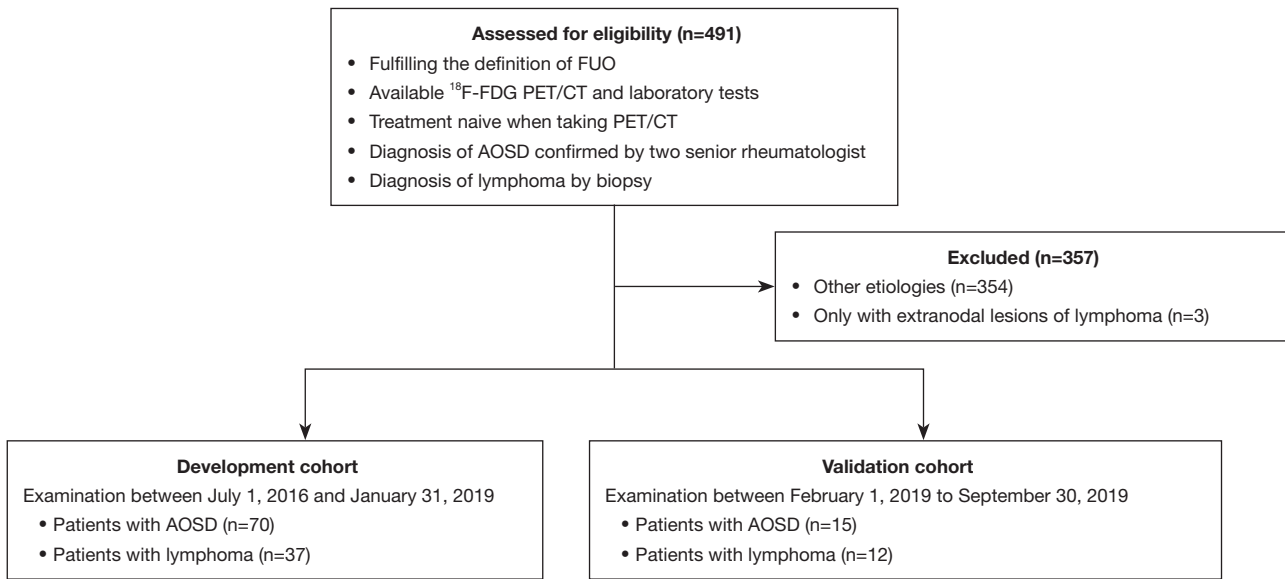 Assessed for eligibility (n=491)
• Fulfilling the definition of FUO
• Available ¹⁸F-FDG PET/CT and laboratory tests
• Treatment naive when taking PET/CT
• Diagnosis of AOSD confirmed by two senior rheumatologist
• Diagnosis of lymphoma by biopsy
Excluded (n=357)
• Other etiologies (n=354)
• Only with extranodal lesions of lymphoma (n=3)
Development cohort
Examination between July 1, 2016 and January 31, 2019
• Patients with AOSD (n=70)
• Patients with lymphoma (n=37)
Validation cohort
Examination between February 1, 2019 to September 30, 2019
• Patients with AOSD (n=15)
• Patients with lymphoma (n=12)